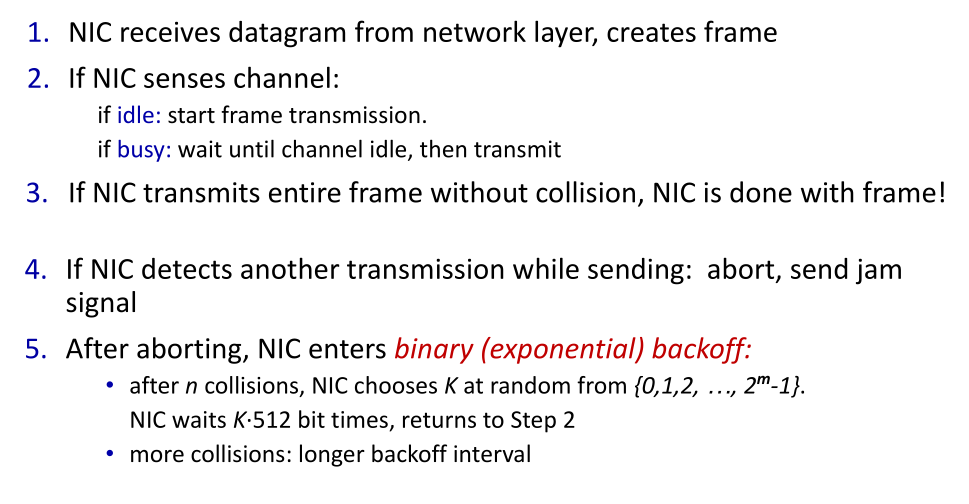 1. NIC receives datagram from network layer, creates frame
2. If NIC senses channel:
if idle: start frame transmission.
if busy: wait until channel idle, then transmit
3. If NIC transmits entire frame without collision, NIC is done with frame!
4. If NIC detects another transmission while sending: abort, send jam
signal
5. After aborting, NIC enters binary (exponential) backoff:
• after n collisions, NIC chooses K at random from {0,1,2, …, 2ᵐ-1}.
NIC waits K·512 bit times, returns to Step 2
• more collisions: longer backoff interval